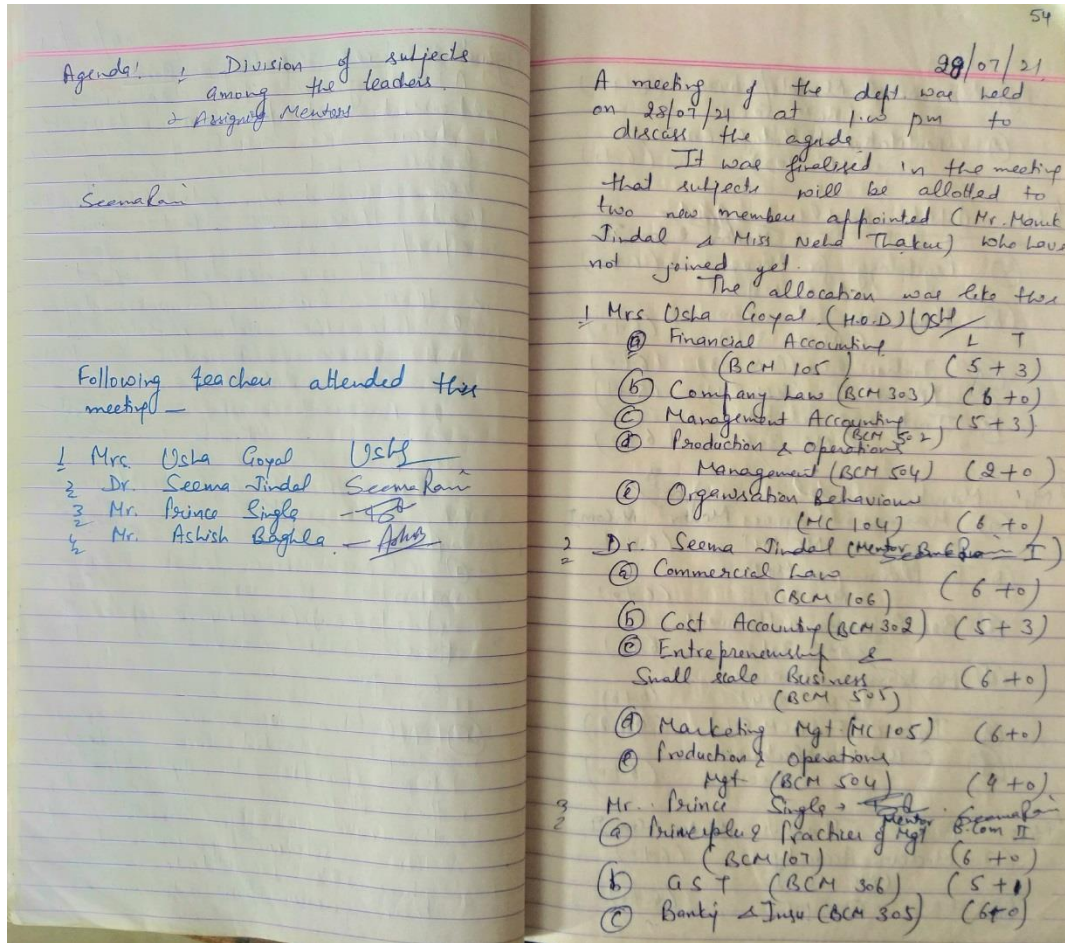 Agenda: 1 Division of subjects
among the teachers
2 Assigning Mentors
Seema Rani
Following teacher attended this
meeting —
1 Mrs. Usha Goyal Usha
2 Dr. Seema Jindal Seema Rani
3 Mr. Prince Singla
4 Mr. Ashish Baghla — Ashish
54
28/07/21
A meeting of the dept was held
on 28/07/21 at 1.00 pm to
discuss the agenda
It was finalised in the meeting
that subjects will be allotted to
two new members appointed (Mr. Monik
Jindal & Miss Neha Thakur) who have
not joined yet.
The allocation was like this
1 Mrs. Usha Goyal (H.O.D) Usha
(a) Financial Accounting L T
(BCM 105) (5+3)
(b) Company Law (BCM 303) (6+0)
(c) Management Accounting (5+3)
(BCM 502)
(d) Production & Operations
Management (BCM 504) (2+0)
(e) Organisation Behaviour
(MC 104) (6+0)
2 Dr. Seema Jindal (Mentor I)
(a) Commercial Law
(BCM 106) (6+0)
(b) Cost Accounting (BCM 302) (5+3)
(c) Entrepreneurship &
Small scale Business (6+0)
(BCM 505)
(d) Marketing Mgt (MC 105) (6+0)
(e) Production & Operations
Mgt (BCM 504) (4+0)
3 Mr. Prince Singla Seema Rani
Mentor B.Com II
(a) Principles & Practices of Mgt
(BCM 107) (6+0)
(b) GST (BCM 306) (5+1)
(c) Banking & Insu (BCM 305) (6+0)